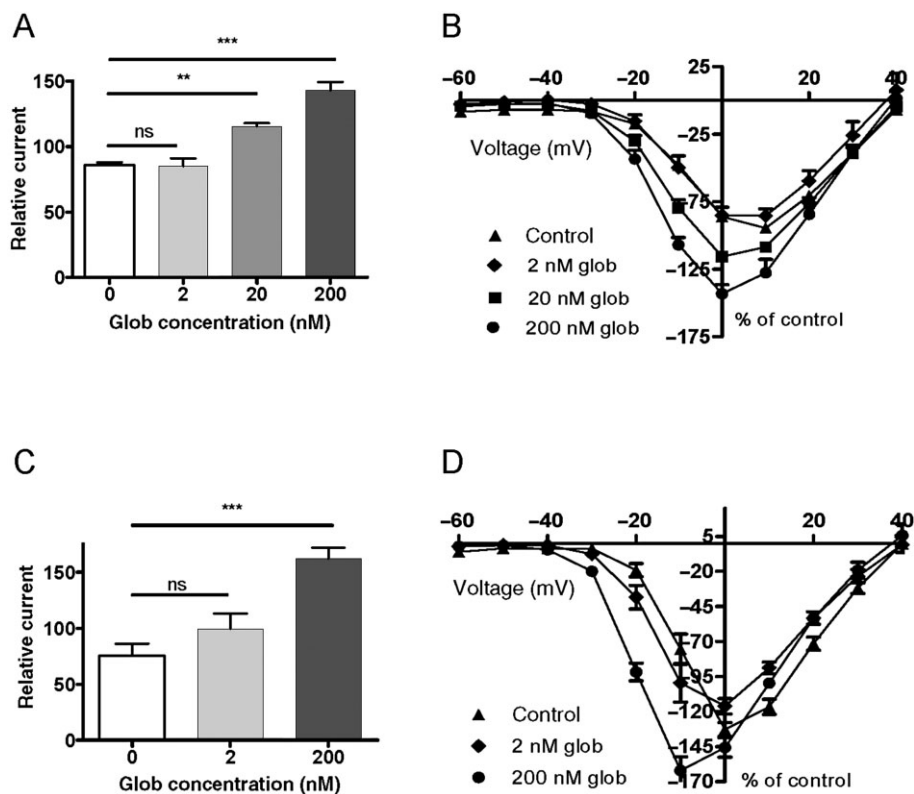 A
***
**
ns
150
100
50
0
Relative current
0 2 20 200
Glob concentration (nM)
B
25
−60 −40 −20 20 40
−25
Voltage (mV)
−75
−125
−175
Control
2 nM glob
20 nM glob
200 nM glob
% of control
C
***
ns
150
100
50
0
Relative current
0 2 200
Glob concentration (nM)
D
−60 −40 −20 20 40
5
−20
Voltage (mV)
−45
−70
−95
−120
−145
−170
Control
2 nM glob
200 nM glob
% of control